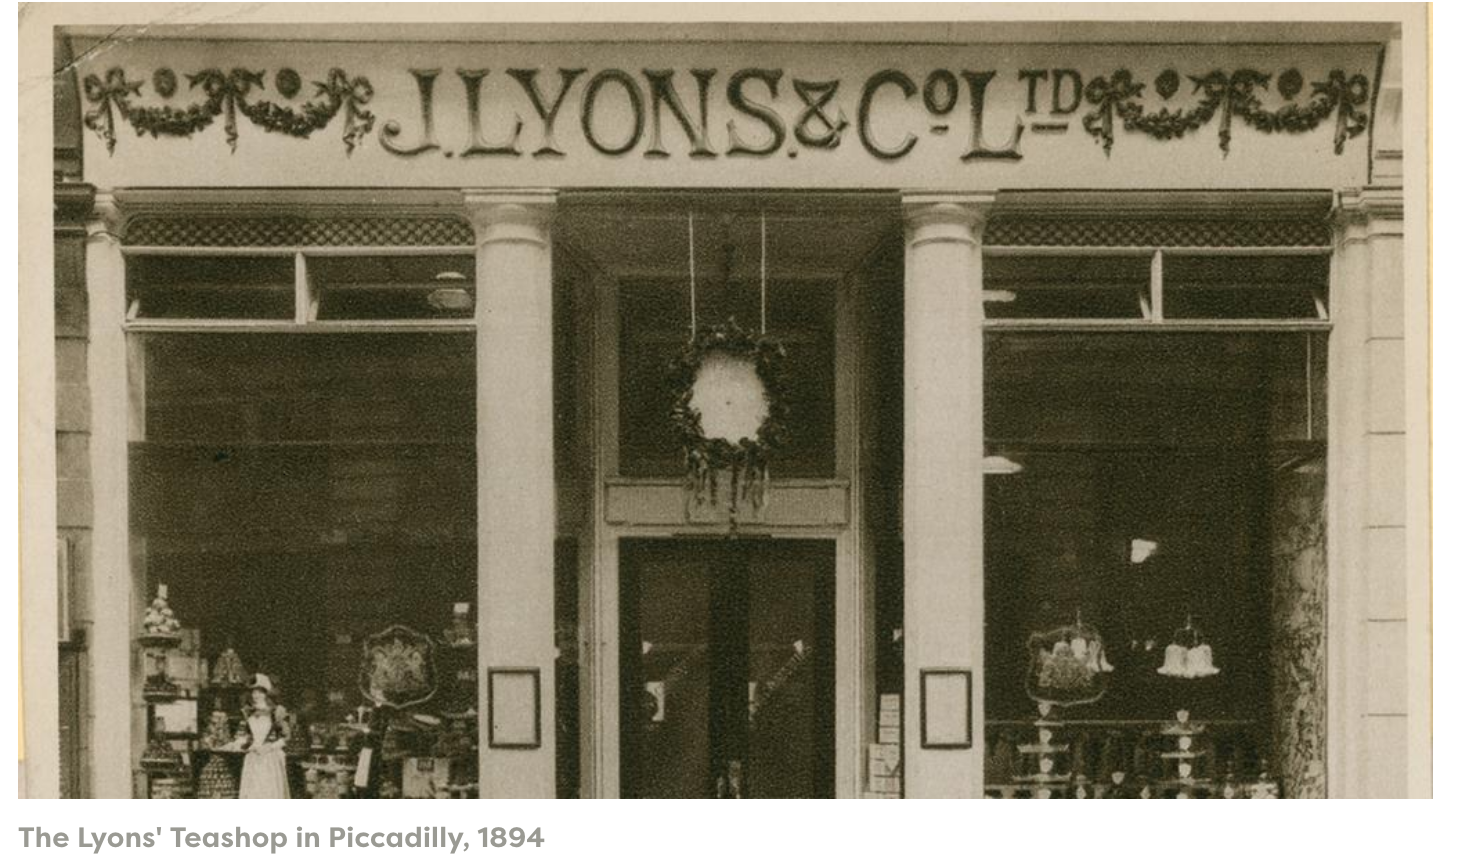 J. LYONS. & Co LTD
The Lyons' Teashop in Piccadilly, 1894